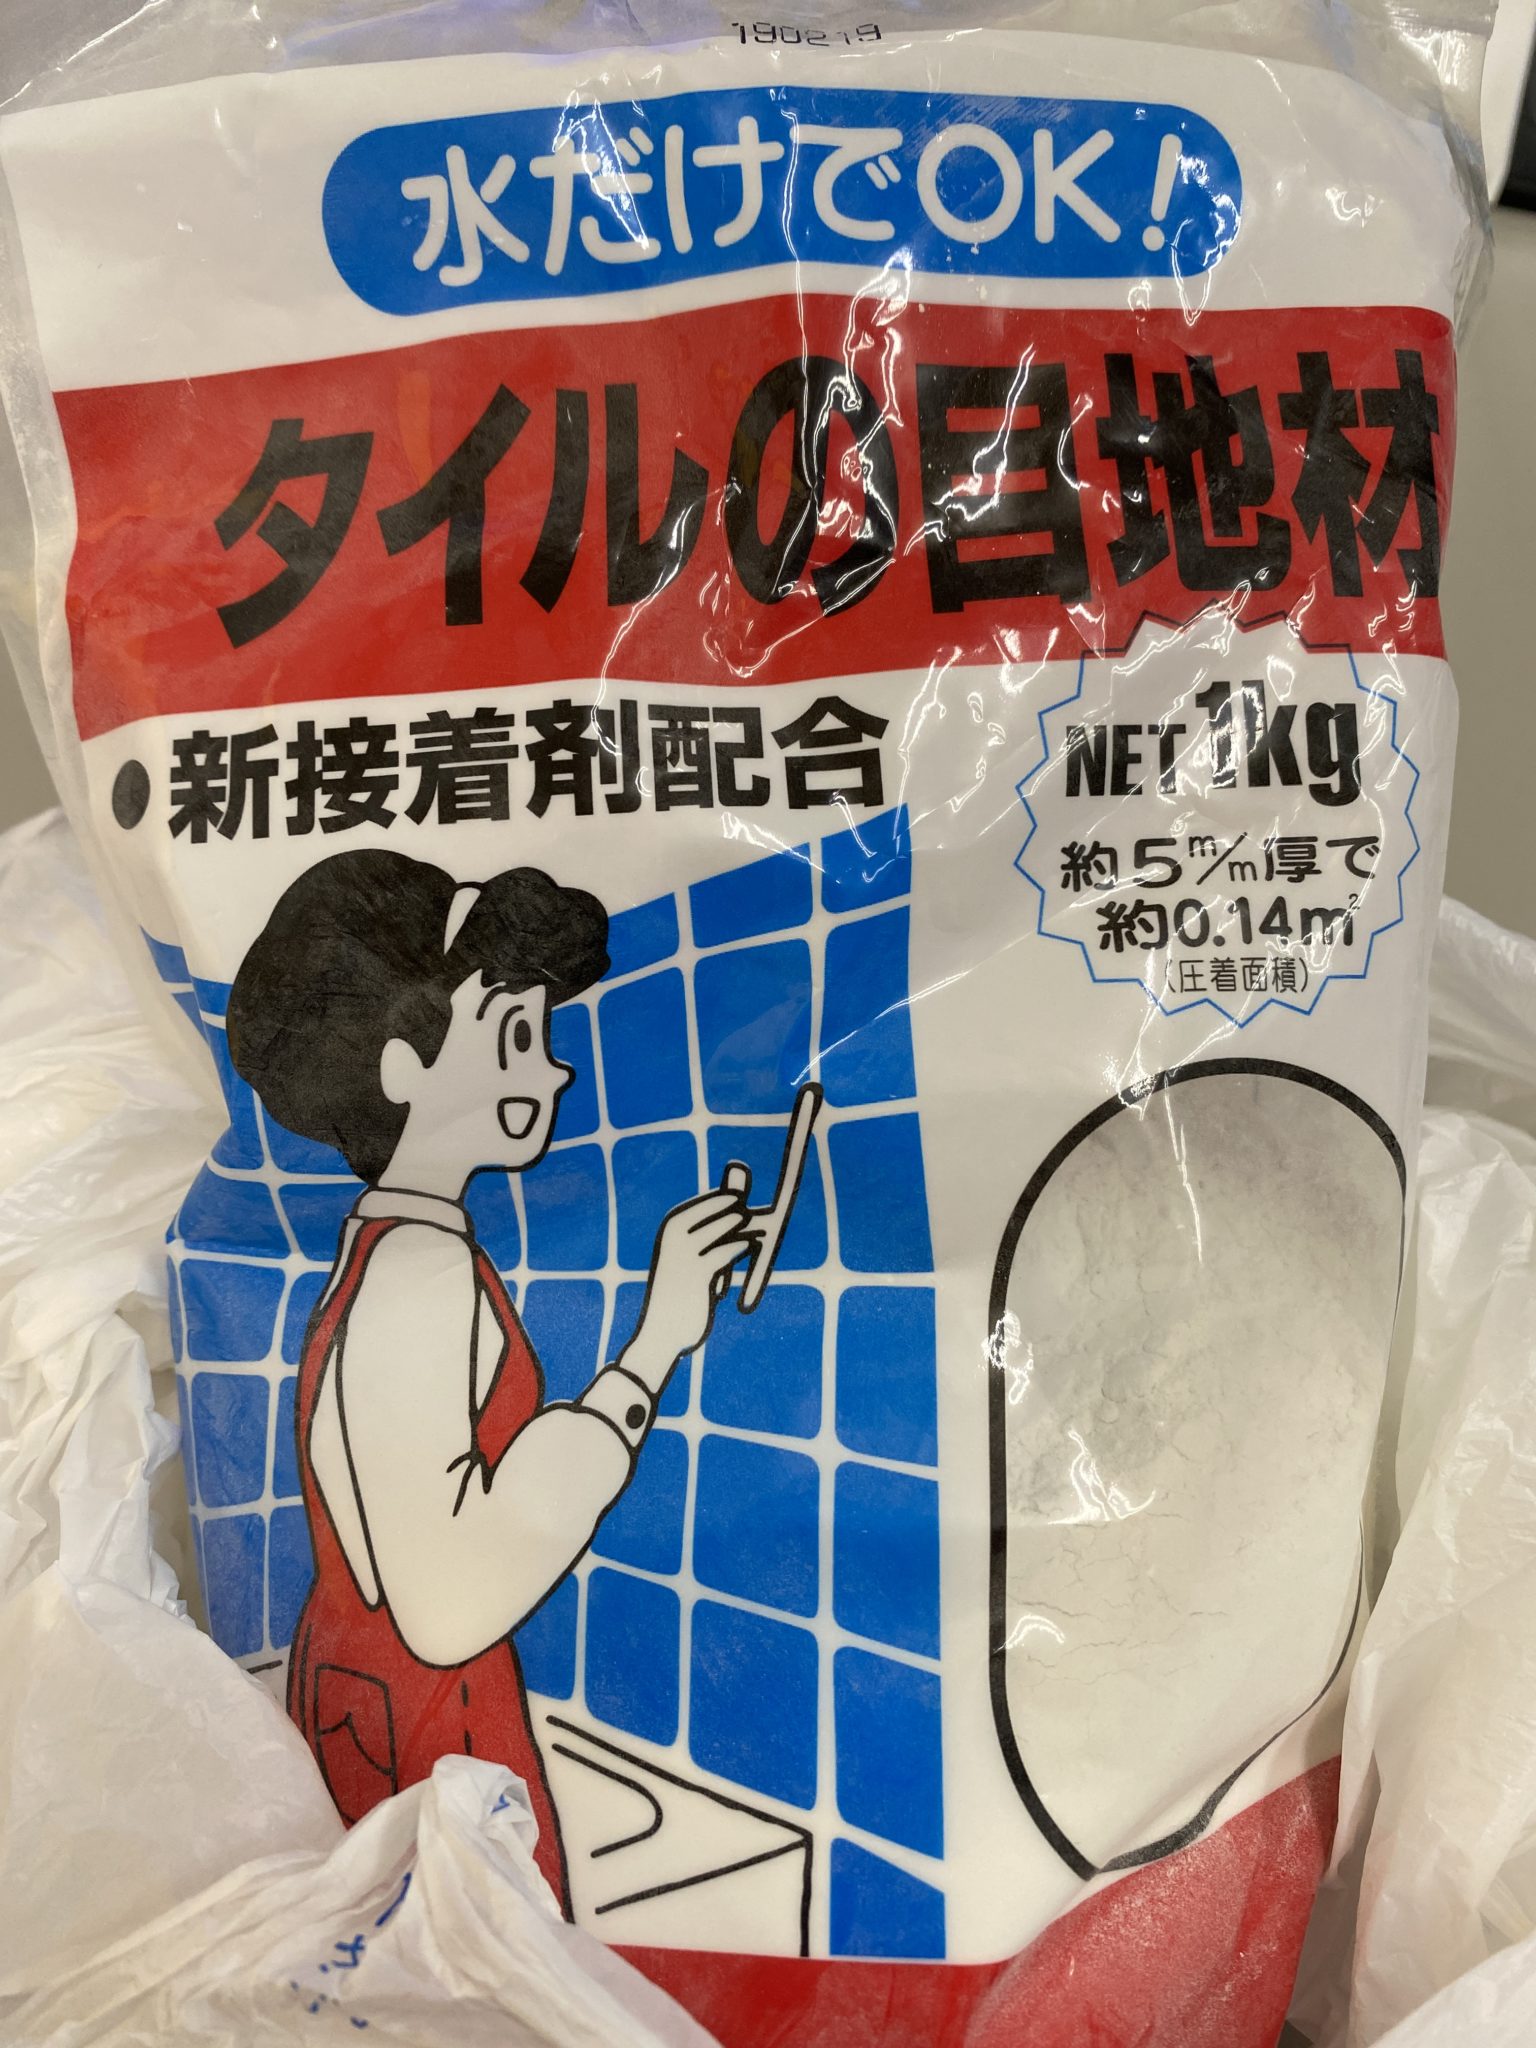 190219
水だけでOK!
タイルの目地材
●新接着剤配合
NET 1kg
約5m/m厚で
約0.14m²
(圧着面積)